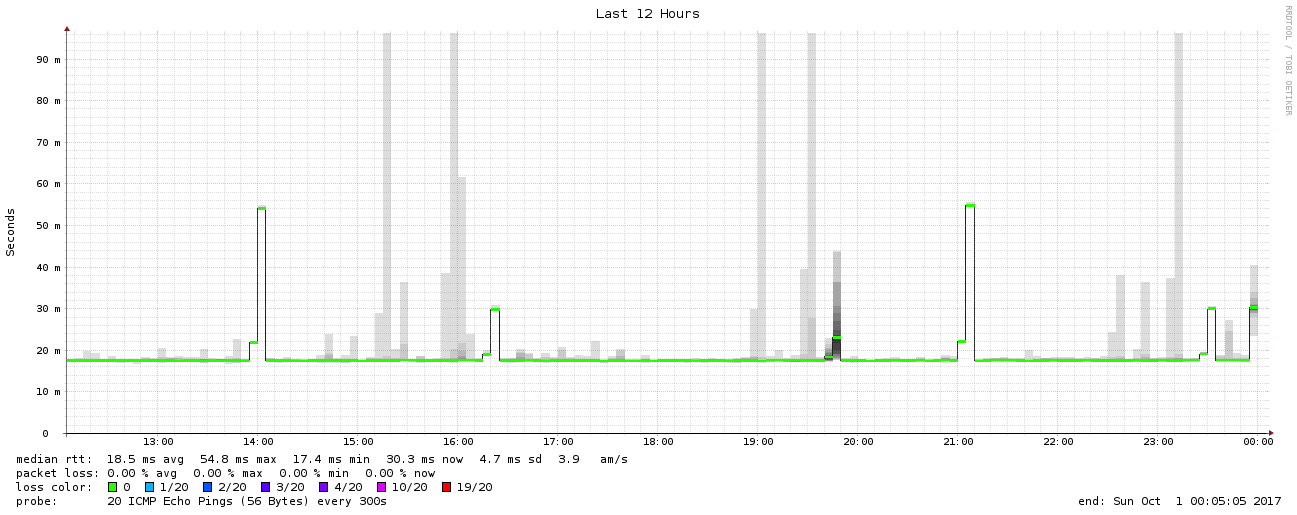 Last 12 Hours
RRDTOOL / TOBI OETIKER
Seconds
90 m
80 m
70 m
60 m
50 m
40 m
30 m
20 m
10 m
0
13:00 14:00 15:00 16:00 17:00 18:00 19:00 20:00 21:00 22:00 23:00 00:00
median rtt: 18.5 ms avg 54.8 ms max 17.4 ms min 30.3 ms now 4.7 ms sd 3.9 am/s
packet loss: 0.00 % avg 0.00 % max 0.00 % min 0.00 % now
loss color: 0 1/20 2/20 3/20 4/20 10/20 19/20
probe: 20 ICMP Echo Pings (56 Bytes) every 300s end: Sun Oct 1 00:05:05 2017